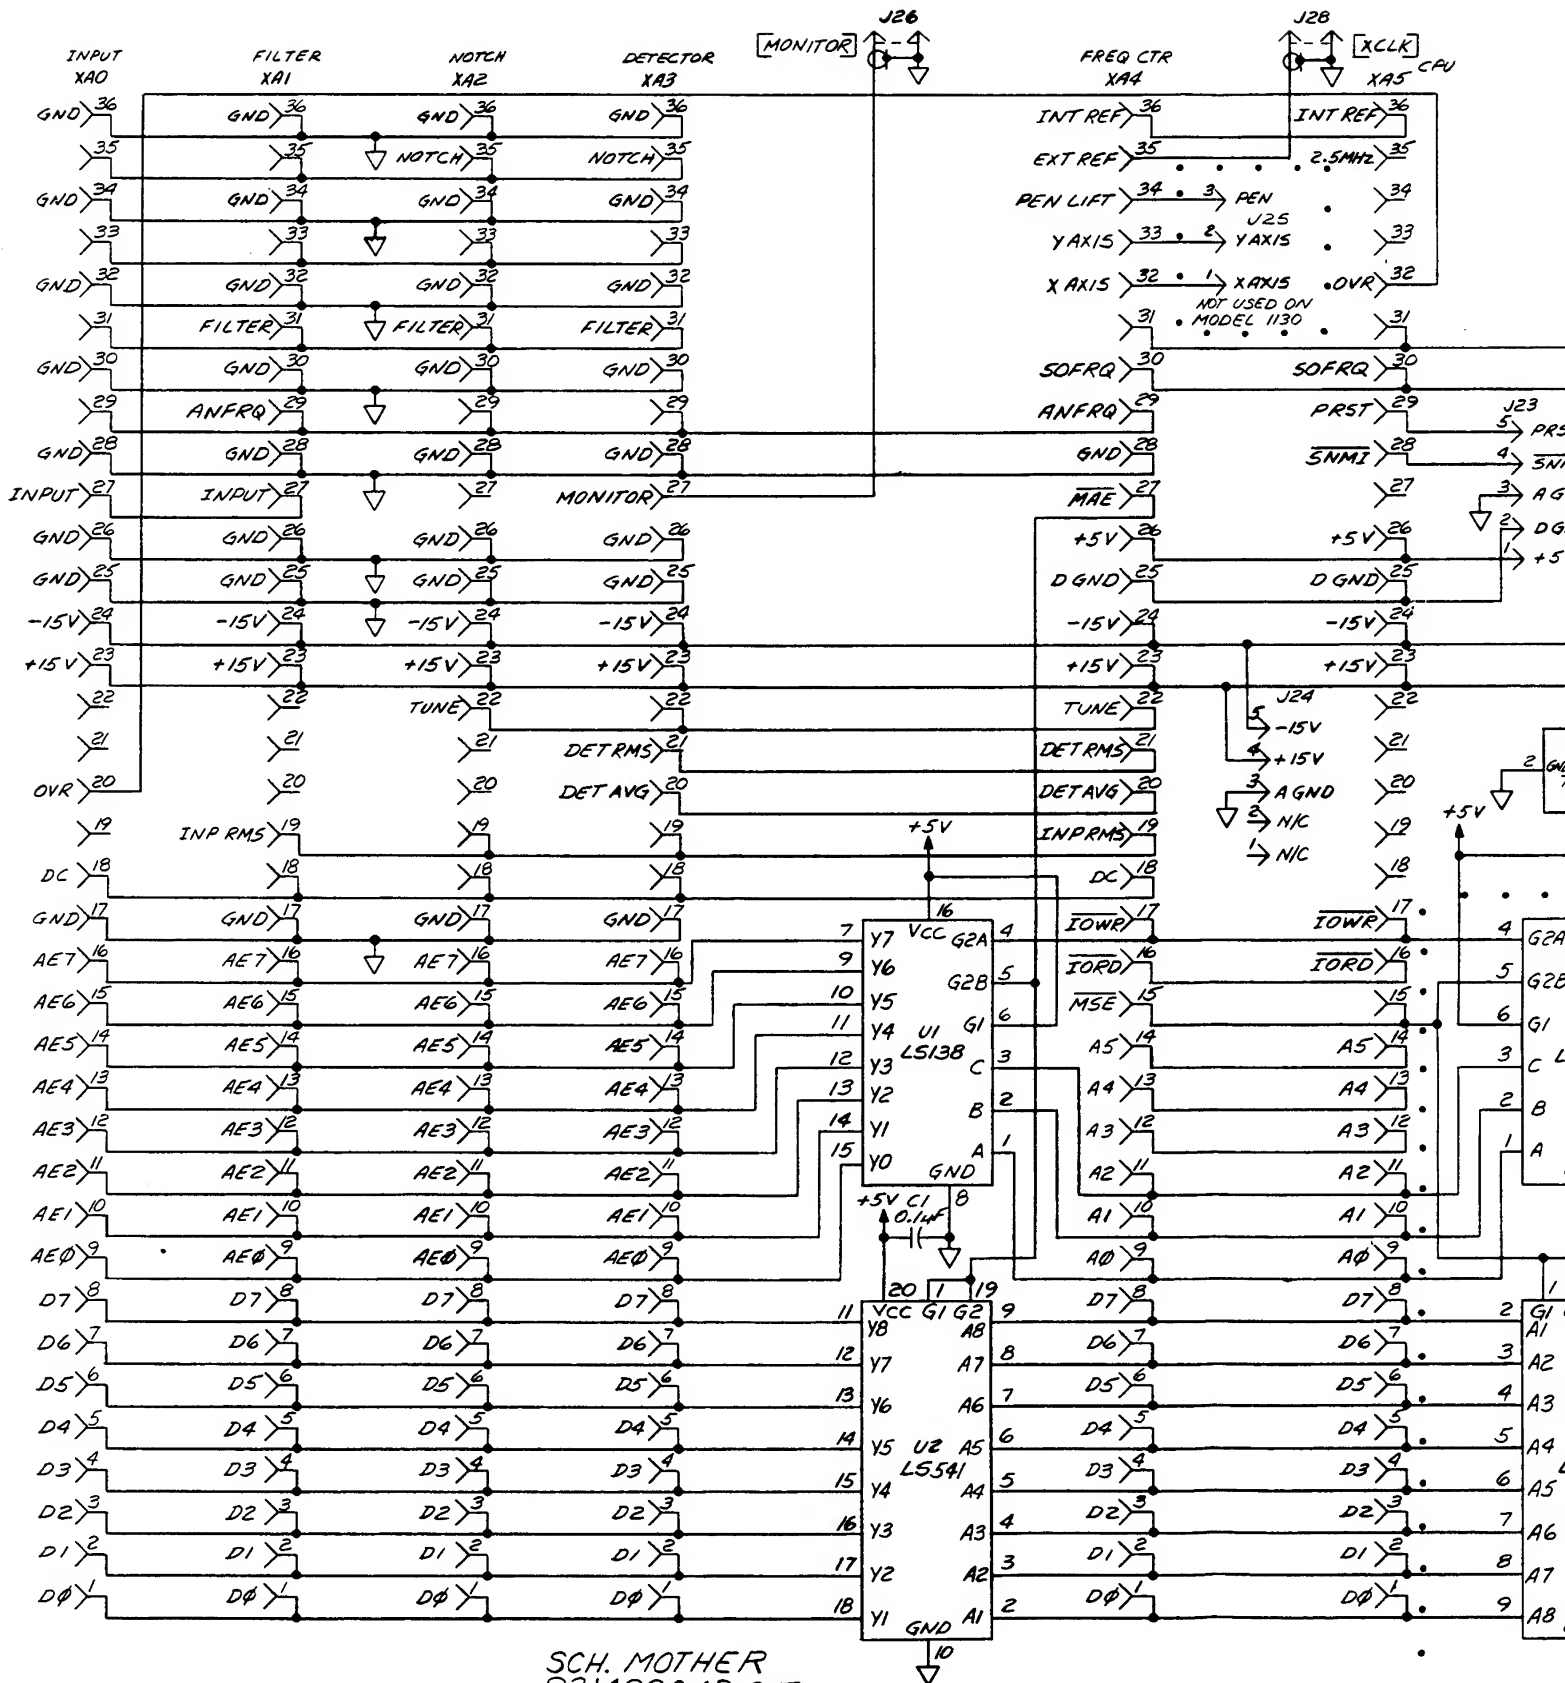 J26 J28
INPUT FILTER NOTCH DETECTOR [MONITOR] FREQ CTR [XCLK] CPU
XA0 XA1 XA2 XA3 XA4 XA5
GND 36 GND 36 GND 36 GND 36 INT REF 36 INT REF 36
35 35 NOTCH 35 NOTCH 35 EXT REF 35 2.5MHz 35
GND 34 GND 34 GND 34 GND 34 PEN LIFT 34 3 PEN 34
J25
33 33 33 33 Y AXIS 33 2 Y AXIS 33
GND 32 GND 32 GND 32 GND 32 X AXIS 32 1 X AXIS OVR 32
NOT USED ON
MODEL 1130
31 FILTER 31 FILTER 31 FILTER 31 31 31
GND 30 GND 30 GND 30 GND 30 SOFRQ 30 SOFRQ 30
29 ANFRQ 29 29 29 ANFRQ 29 PRST 29 J23
5 PRS
GND 28 GND 28 GND 28 GND 28 GND 28 SNMI 28 4 SNM
INPUT 27 INPUT 27 27 MONITOR 27 MAE 27 27 3 AG
GND 26 GND 26 GND 26 GND 26 +5V 26 +5V 26 2 DG
1 +5
GND 25 GND 25 GND 25 GND 25 D GND 25 D GND 25
-15V 24 -15V 24 -15V 24 -15V 24 -15V 24 -15V 24
+15V 23 +15V 23 +15V 23 +15V 23 +15V 23 +15V 23
22 22 TUNE 22 22 TUNE 22 J24 22
5 -15V
21 21 21 DET RMS 21 DET RMS 21 4 +15V 21
2 GND
OVR 20 20 20 DET AVG 20 DET AVG 20 3 A GND 20
19 INP RMS 19 19 19 +5V INP RMS 19 2 N/C 19 +5V
1 N/C
DC 18 18 18 18 DC 18 18
GND 17 GND 17 GND 17 GND 17 16 IOWR 17 IOWR 17
7 Y7 VCC G2A 4 4 G2A
AE7 16 AE7 16 AE7 16 AE7 16 9 Y6 G2B 5 IORD 16 IORD 16 5 G2B
AE6 15 AE6 15 AE6 15 AE6 15 10 Y5 G1 6 MSE 15 15 6 G1
AE5 14 AE5 14 AE5 14 AE5 14 11 Y4 U1 A5 14 A5 14
LS138
12 Y3 C 3 3 C
AE4 13 AE4 13 AE4 13 AE4 13 13 Y2 B 2 A4 13 A4 13 2 B
AE3 12 AE3 12 AE3 12 AE3 12 14 Y1 A 1 A3 12 A3 12 1 A
AE2 11 AE2 11 AE2 11 AE2 11 15 Y0 GND 8 A2 11 A2 11
+5V C1
0.1µF
AE1 10 AE1 10 AE1 10 AE1 10 A1 10 A1 10
AEØ 9 AEØ 9 AEØ 9 AEØ 9 AØ 9 AØ 9
20 1 19 1
VCC G1 G2 G1
D7 8 D7 8 D7 8 D7 8 11 Y8 A8 9 D7 8 D7 8 2 A1
D6 7 D6 7 D6 7 D6 7 12 Y7 A7 8 D6 7 D6 7 3 A2
D5 6 D5 6 D5 6 D5 6 13 Y6 A6 7 D5 6 D5 6 4 A3
D4 5 D4 5 D4 5 D4 5 14 Y5 U2 A5 6 D4 5 D4 5 5 A4
LS541
D3 4 D3 4 D3 4 D3 4 15 Y4 A4 5 D3 4 D3 4 6 A5
D2 3 D2 3 D2 3 D2 3 16 Y3 A3 4 D2 3 D2 3 7 A6
D1 2 D1 2 D1 2 D1 2 17 Y2 A2 3 D1 2 D1 2 8 A7
DØ 1 DØ 1 DØ 1 DØ 1 18 Y1 A1 2 DØ 1 DØ 1 9 A8
GND
10
SCH. MOTHER